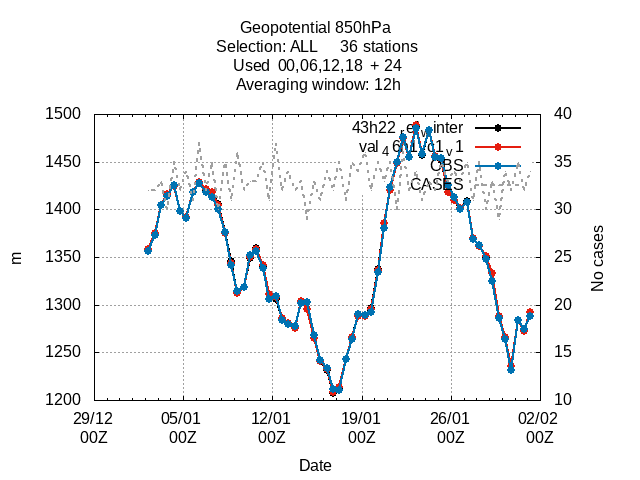 Geopotential 850hPa
Selection: ALL 36 stations
Used 00,06,12,18 + 24
Averaging window: 12h
1500 40
1450 35
1400 30
1350 25
1300 20
1250 15
1200 10
43h22
inter
CASES
m
No cases
29/12 05/01 12/01 19/01 26/01 02/02
00Z 00Z 00Z 00Z 00Z 00Z
Date